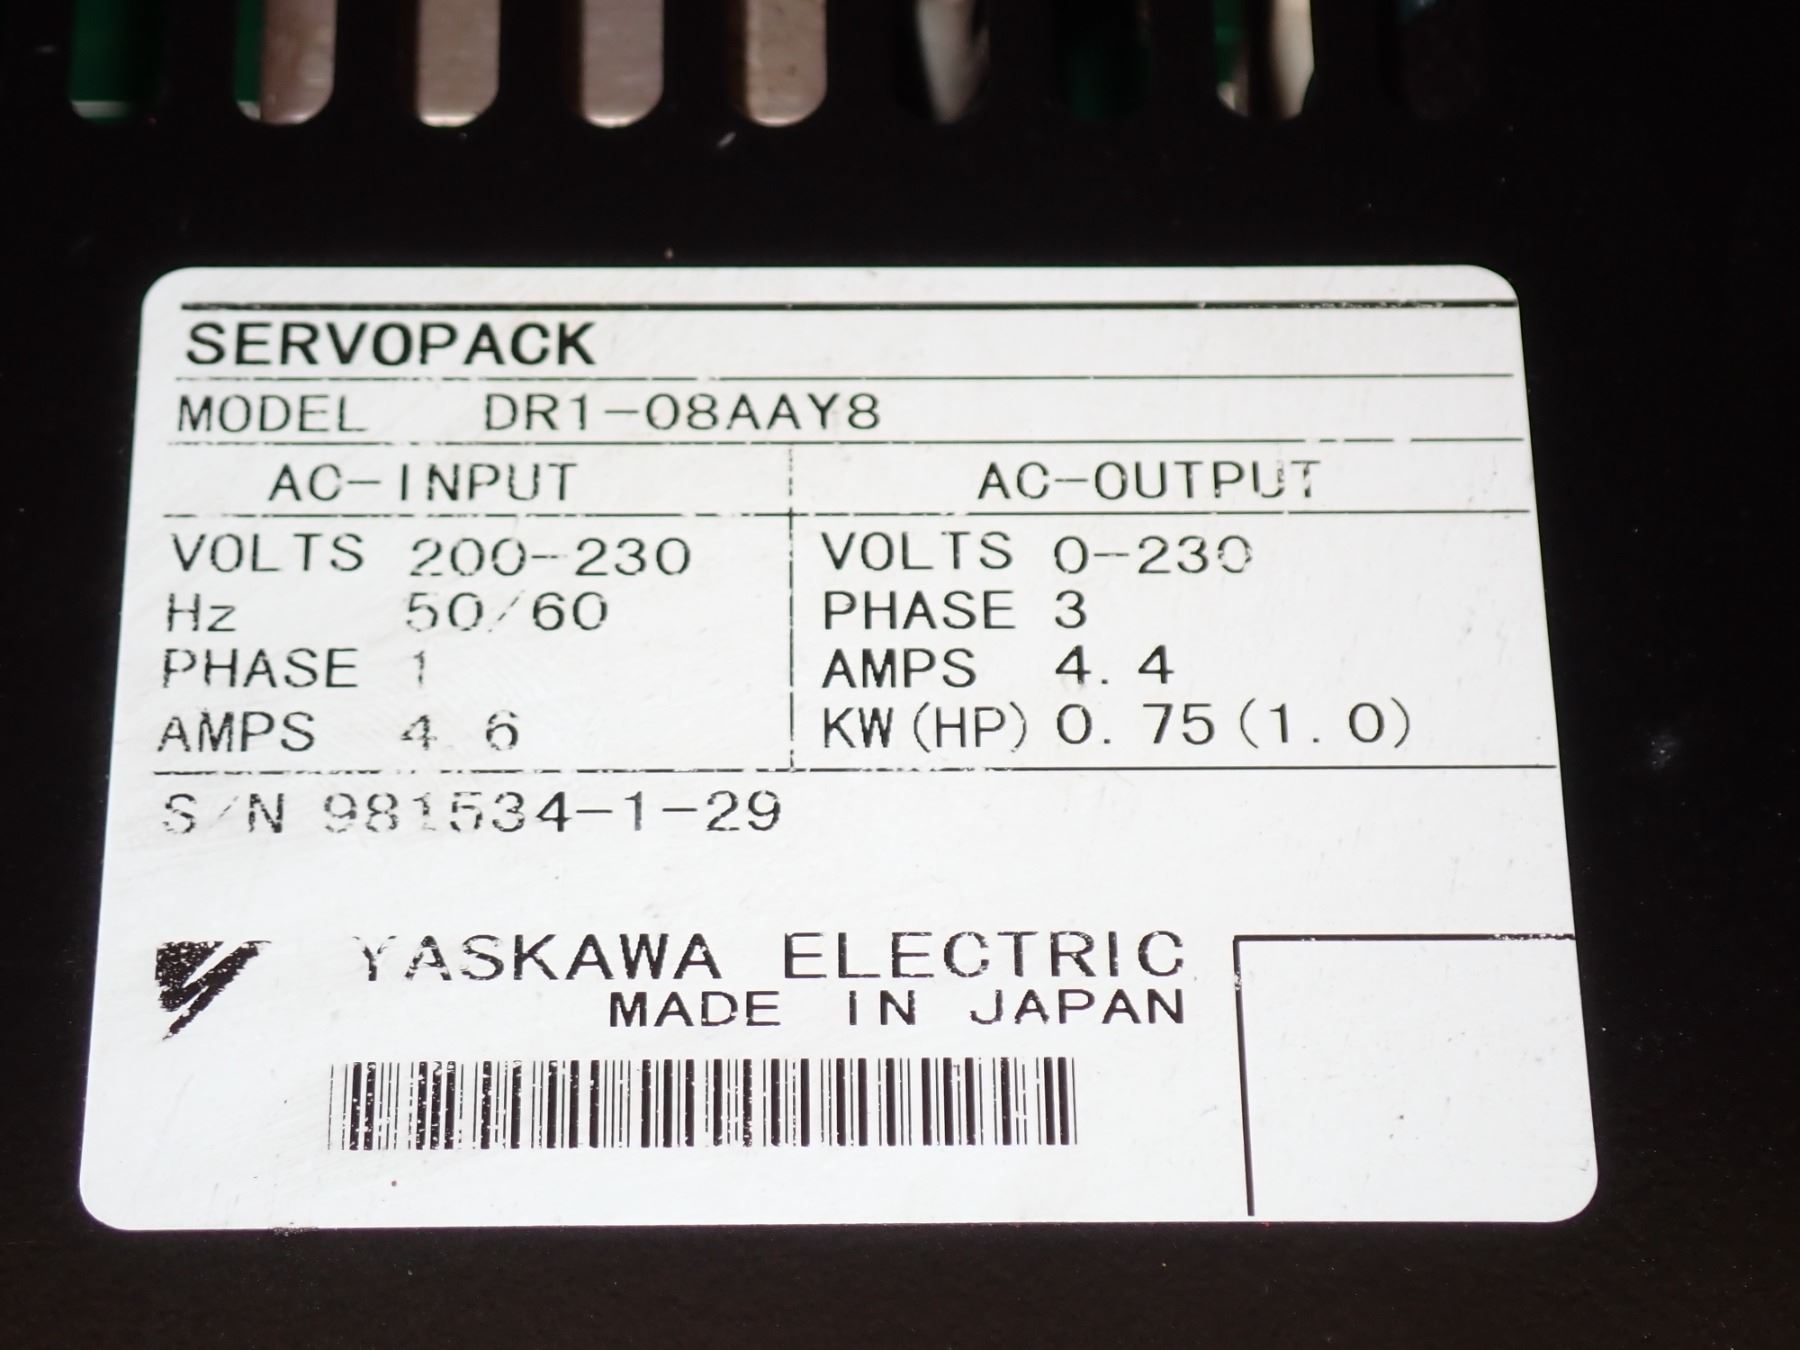 SERVOPACK
MODEL DR1-08AAY8
AC-INPUT AC-OUTPUT
VOLTS 200-230 VOLTS 0-230
Hz 50/60 PHASE 3
PHASE 1 AMPS 4.4
AMPS 4.6 KW(HP) 0.75(1.0)
S/N 981534-1-29
YASKAWA ELECTRIC
MADE IN JAPAN